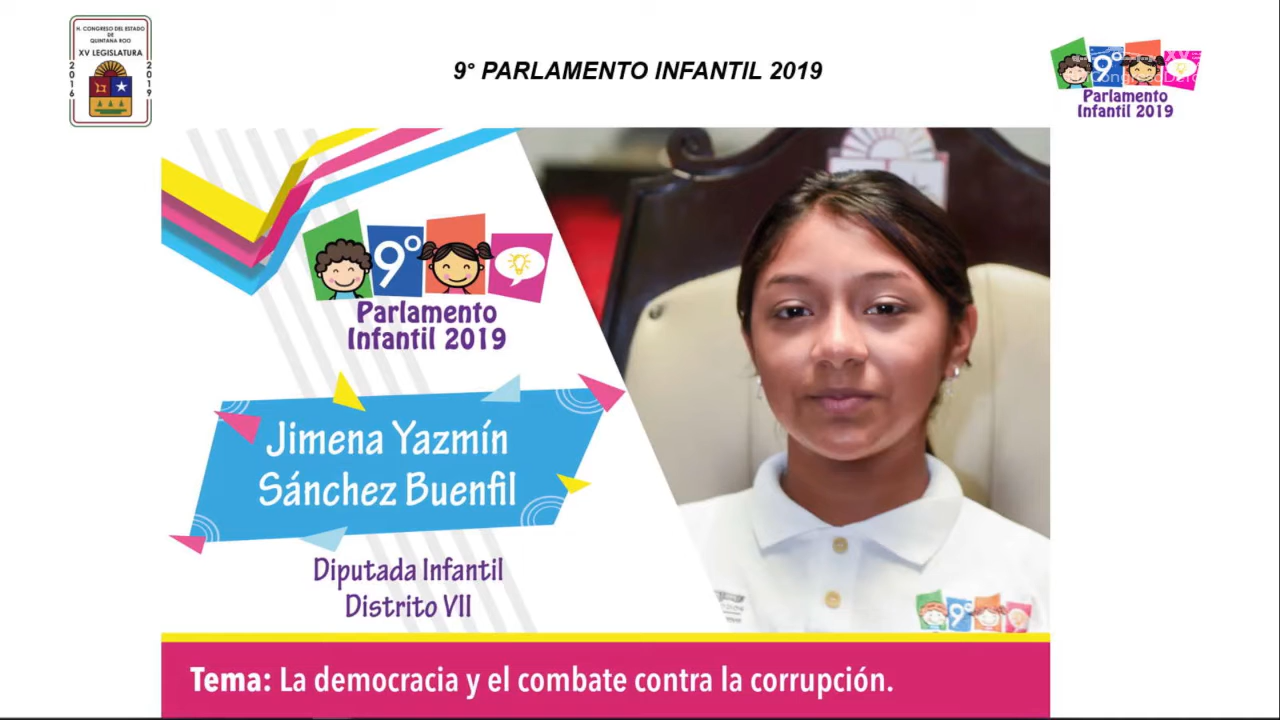 H. CONGRESO DEL ESTADO
DE
QUINTANA ROO
XV LEGISLATURA
2016
2019
9° PARLAMENTO INFANTIL 2019
9°
Parlamento
Infantil 2019
9°
Parlamento
Infantil 2019
Jimena Yazmín
Sánchez Buenfil
Diputada Infantil
Distrito VII
9°
Tema: La democracia y el combate contra la corrupción.